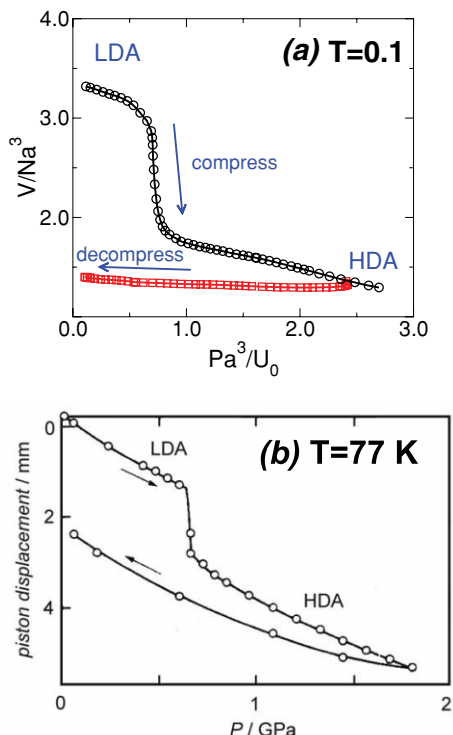 4.0
LDA
(a) T=0.1
3.0
V/Na³
compress
2.0
decompress
HDA
0.0
1.0
2.0
3.0
Pa³/U₀
0
LDA
(b) T=77 K
piston displacement / mm
2
HDA
4
0
1
2
P / GPa